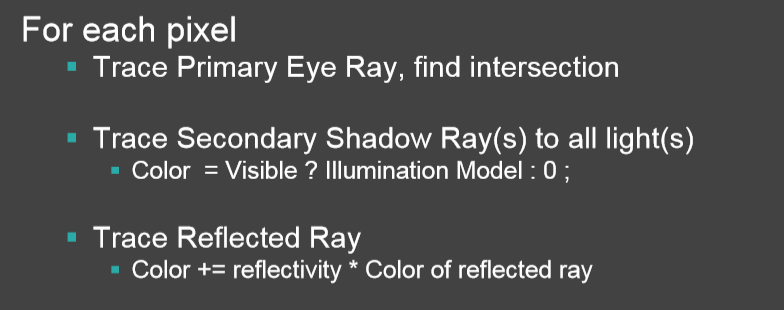 For each pixel
Trace Primary Eye Ray, find intersection
Trace Secondary Shadow Ray(s) to all light(s)
Color = Visible ? Illumination Model : 0 ;
Trace Reflected Ray
Color += reflectivity * Color of reflected ray